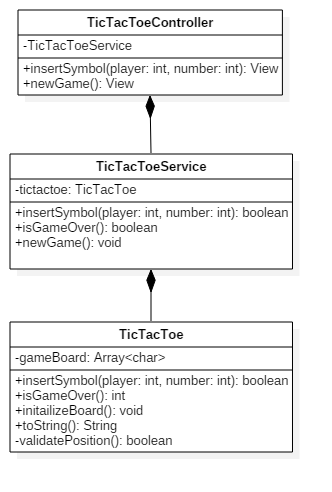 TicTacToeController
-TicTacToeService
+insertSymbol(player: int, number: int): View
+newGame(): View
TicTacToeService
-tictactoe: TicTacToe
+insertSymbol(player: int, number: int): boolean
+isGameOver(): boolean
+newGame(): void
TicTacToe
-gameBoard: Array<char>
+insertSymbol(player: int, number: int): boolean
+isGameOver(): int
+initailizeBoard(): void
+toString(): String
-validatePosition(): boolean